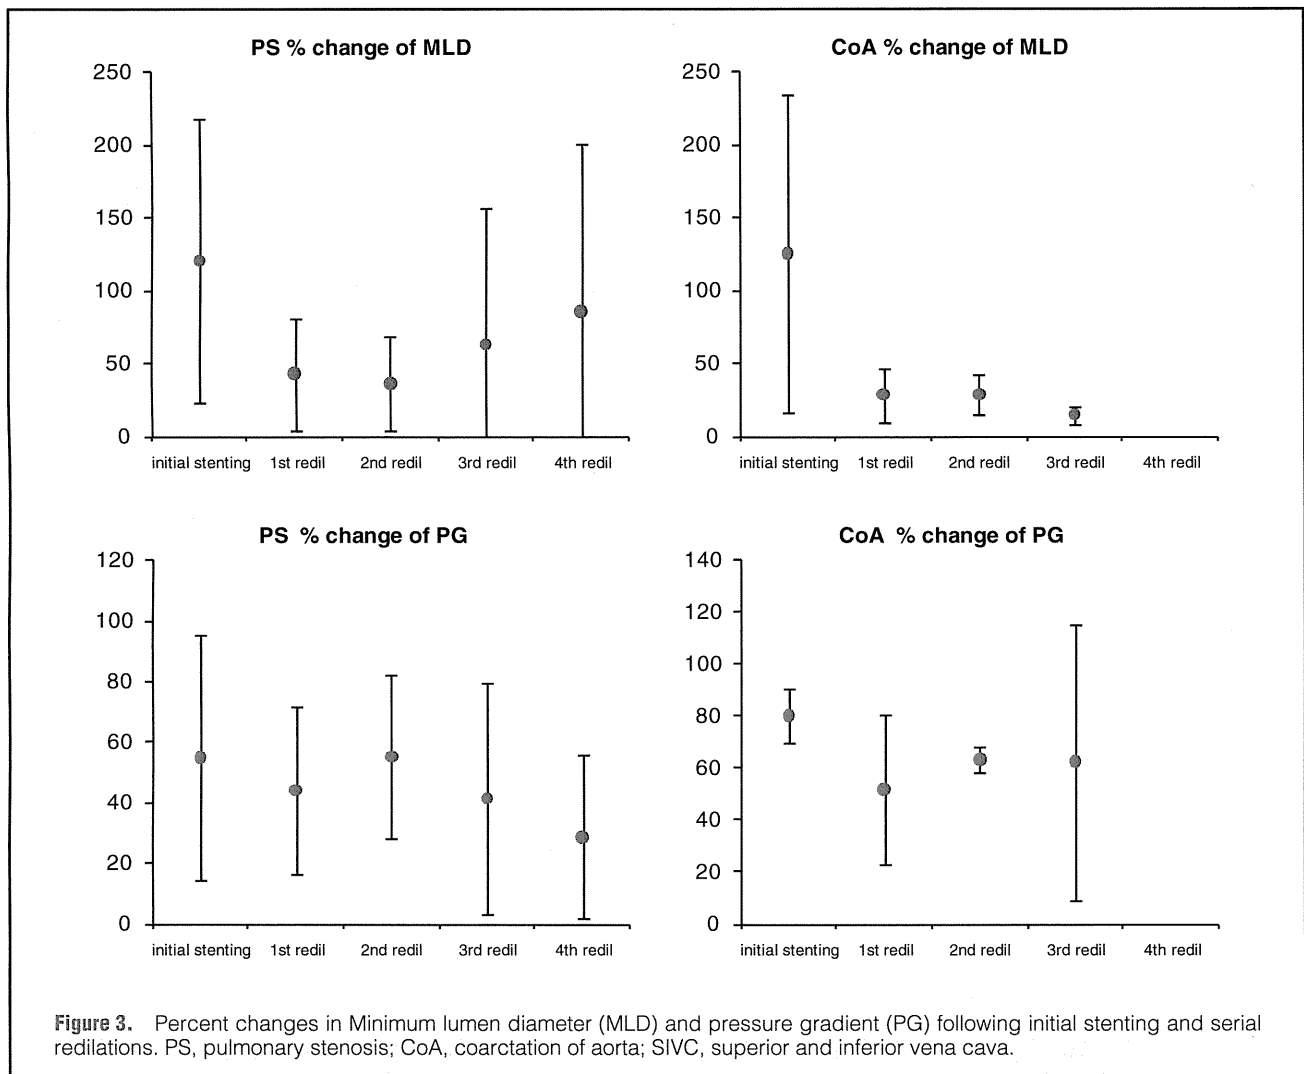 PS % change of MLD
250
200
150
100
50
0
initial stenting 1st redil 2nd redil 3rd redil 4th redil
CoA % change of MLD
250
200
150
100
50
0
initial stenting 1st redil 2nd redil 3rd redil 4th redil
PS % change of PG
120
100
80
60
40
20
0
initial stenting 1st redil 2nd redil 3rd redil 4th redil
CoA % change of PG
140
120
100
80
60
40
20
0
initial stenting 1st redil 2nd redil 3rd redil 4th redil
Figure 3. Percent changes in Minimum lumen diameter (MLD) and pressure gradient (PG) following initial stenting and serial
redilations. PS, pulmonary stenosis; CoA, coarctation of aorta; SIVC, superior and inferior vena cava.